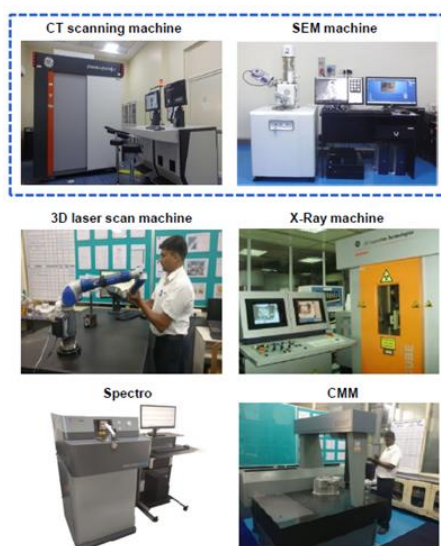 CT scanning machine
SEM machine
3D laser scan machine
X-Ray machine
Spectro
CMM